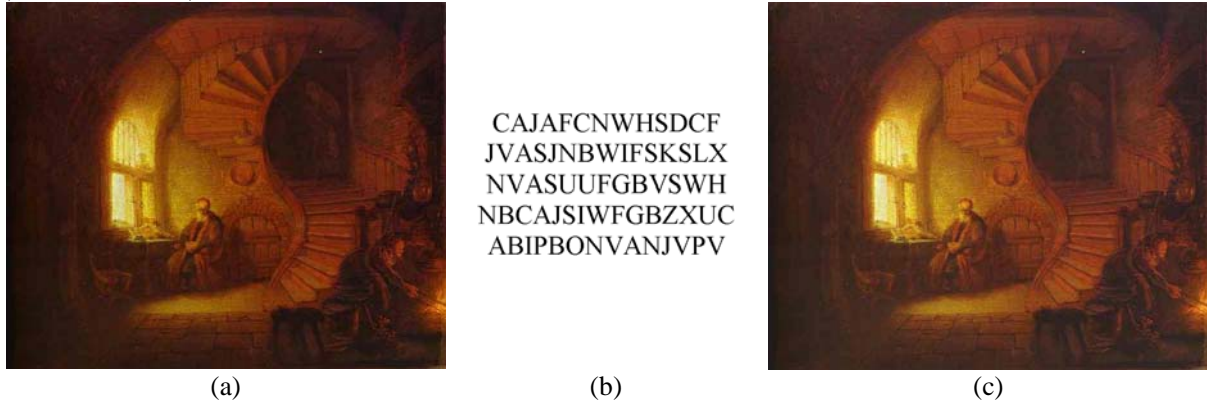 CAJAFCNWHSDCF
JVASJNBWIFSKSLX
NVASUUFGBVSWH
NBCAJSIWFGBZXUC
ABIPBONVANJVPV
(a) (b) (c)